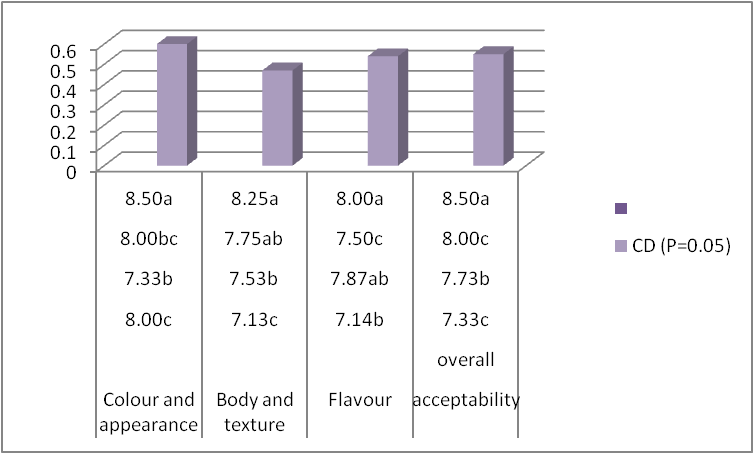 0.6
0.5
0.4
0.3
0.2
0.1
0
8.50a 8.25a 8.00a 8.50a
8.00bc 7.75ab 7.50c 8.00c
7.33b 7.53b 7.87ab 7.73b
8.00c 7.13c 7.14b 7.33c
overall
Colour and Body and Flavour acceptability
appearance texture
CD (P=0.05)